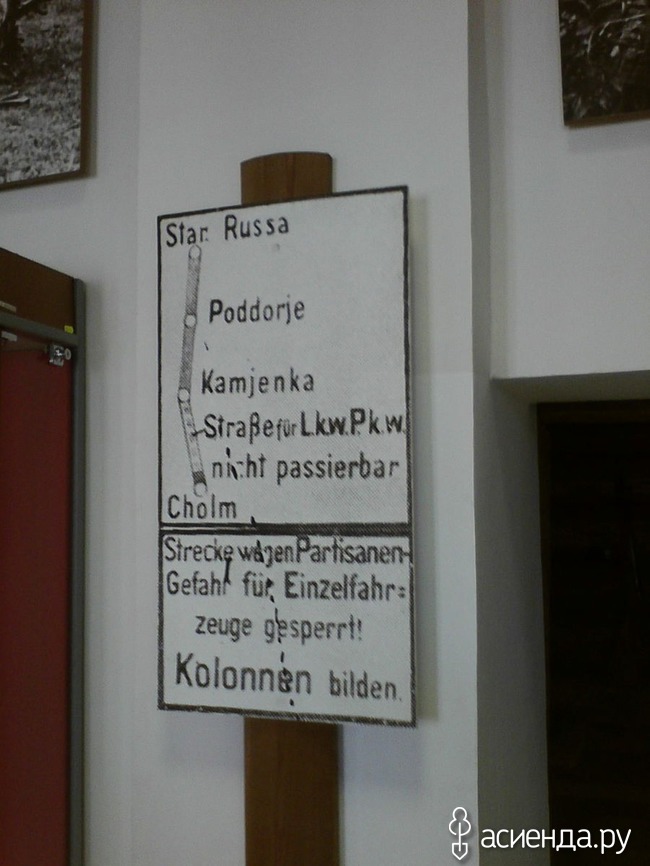 Star. Russa
Poddorje
Kamjenka
Straße für Lkw. Pkw.
nicht passierbar
Cholm
Strecke wegen Partisanen-
Gefahr für Einzelfahr=
zeuge gesperrt!
Kolonnen bilden.
асиенда.ру